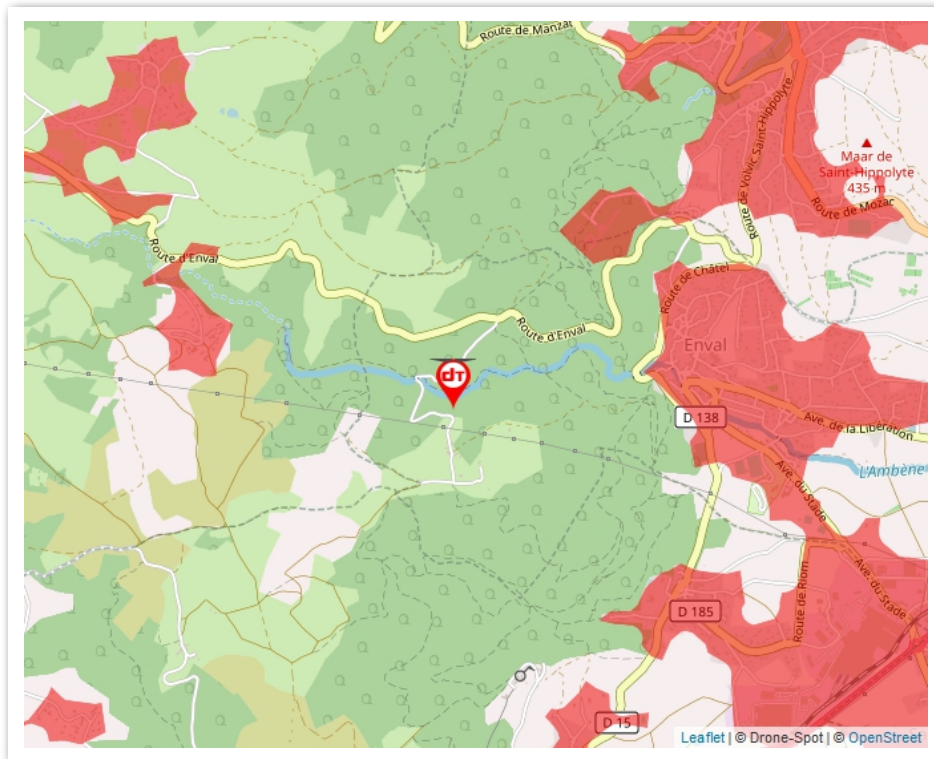 Route de Manzat
Route de Volvic Saint-Hippolyte
Maar de
Saint-Hippolyte
435 m
Route de Mozac
Route d'Enval
Route de Châtel
Route d'Enval
Enval
dT
D 138
Ave. de la Libération
L'Ambène
Ave. du Stade
Ave. du Stade
Route de Riom
D 185
D 15
Leaflet | © Drone-Spot | © OpenStreet